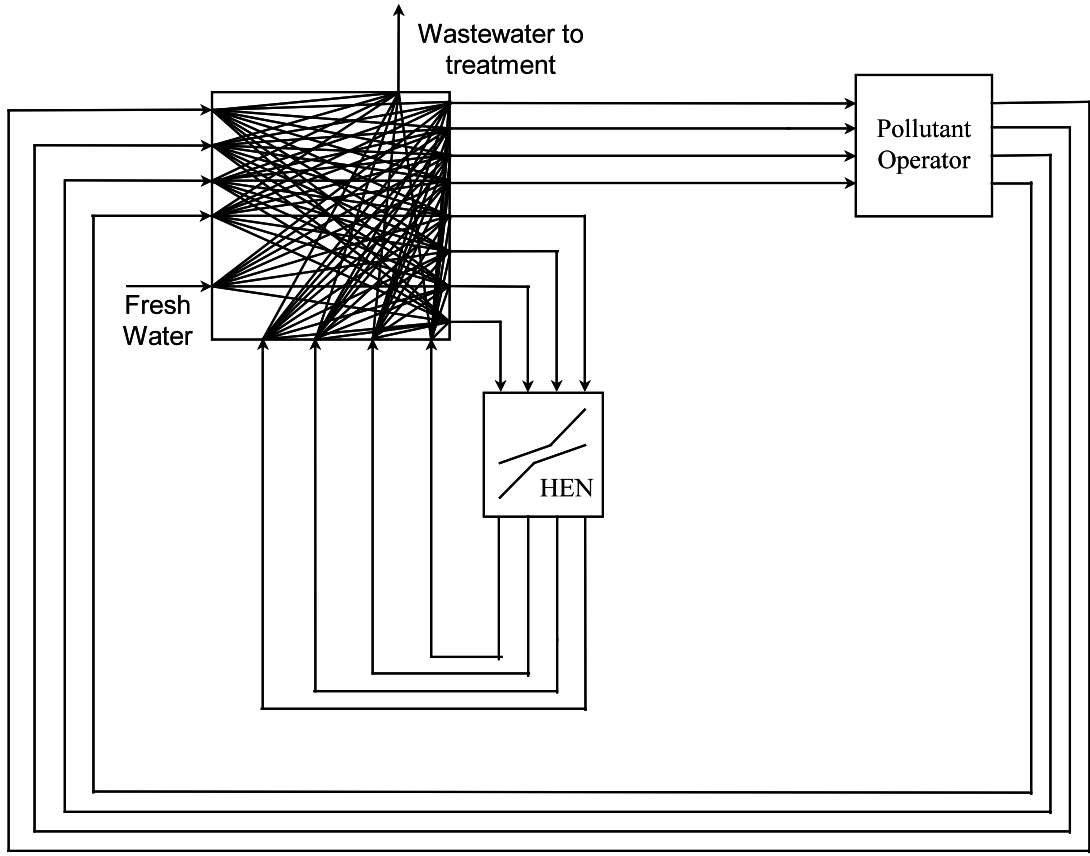 Wastewater to
treatment
Pollutant
Operator
Fresh
Water
HEN